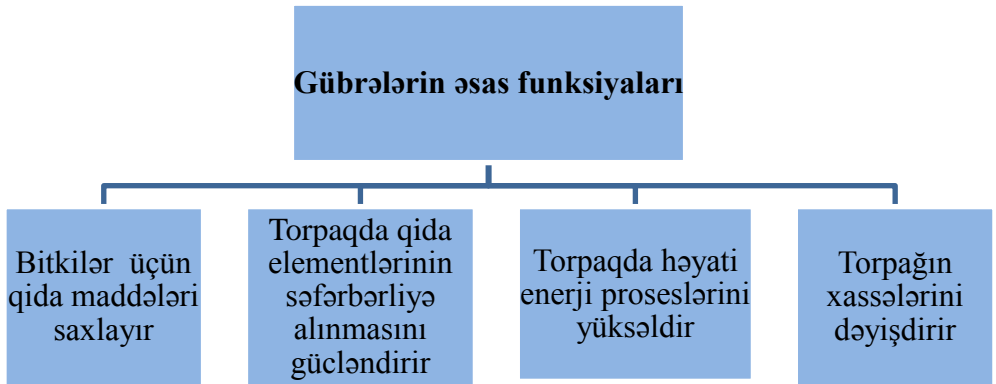 Gübrələrin əsas funksiyaları
Bitkilər üçün
qida maddələri
saxlayır
Torpaqda qida
elementlərinin
səfərbərliyə
alınmasını
gücləndirir
Torpaqda həyati
enerji proseslərini
yüksəldir
Torpağın
xassələrini
dəyişdirir